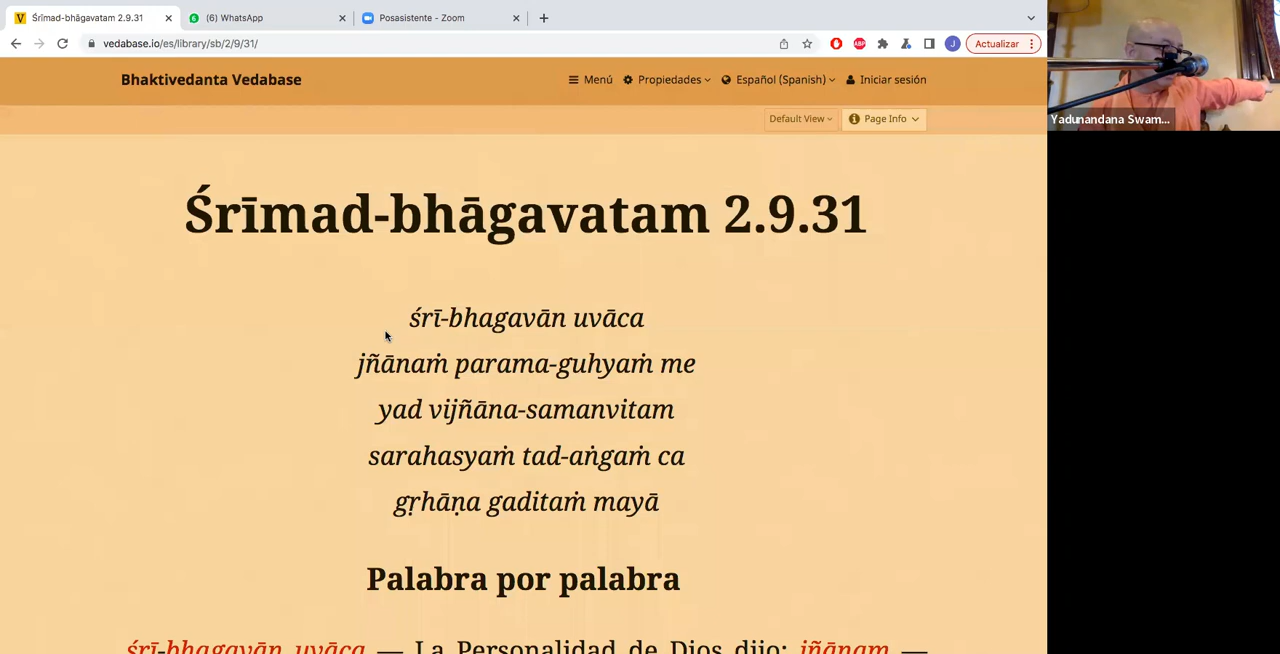 Śrīmad-bhāgavatam 2.9.31
(6) WhatsApp
Posasistente - Zoom
vedabase.io/es/library/sb/2/9/31/
ABP
J
Actualizar
Bhaktivedanta Vedabase
Menú
Propiedades
Español (Spanish)
Iniciar sesión
Default View
Page Info
Yadunandana Swam...
Śrīmad-bhāgavatam 2.9.31
śrī-bhagavān uvāca
jñānaṁ parama-guhyaṁ me
yad vijñāna-samanvitam
sarahasyaṁ tad-aṅgaṁ ca
gṛhāṇa gaditaṁ mayā
Palabra por palabra
śrī-bhagavān uvāca — La Personalidad de Dios dijo; jñānam —